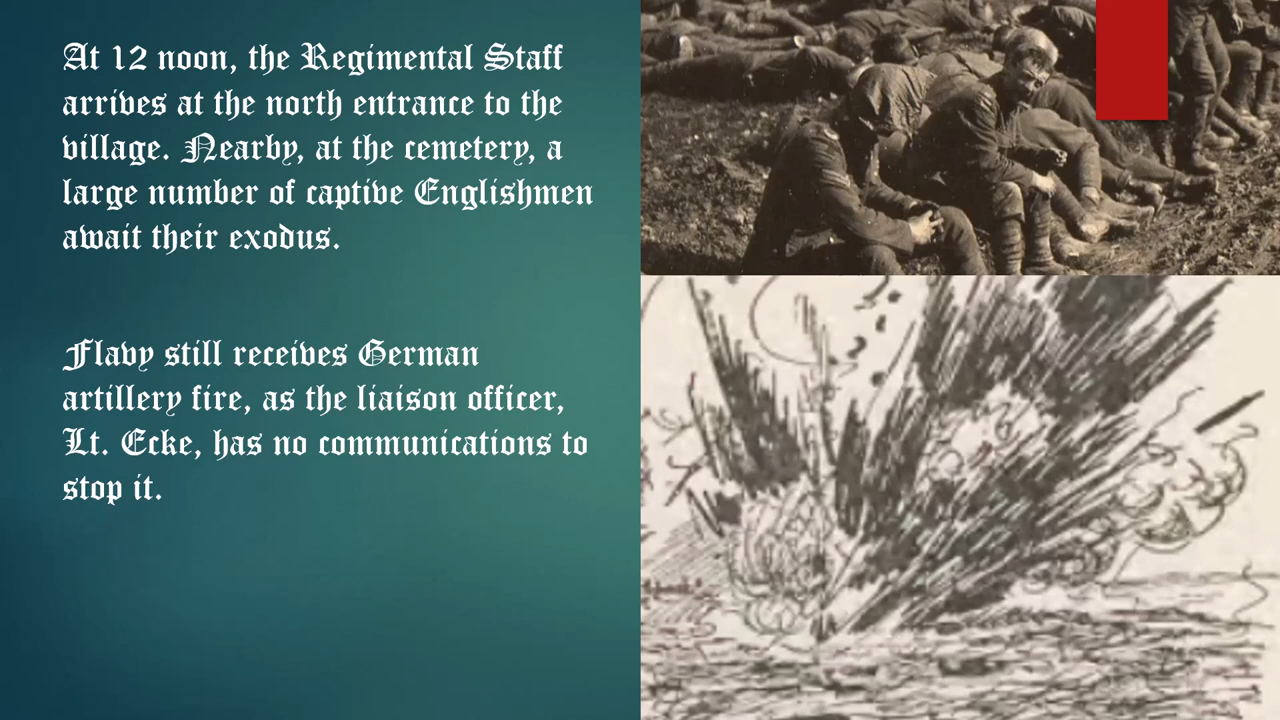 At 12 noon, the Regimental Staff
arrives at the north entrance to the
village. Nearby, at the cemetery, a
large number of captive Englishmen
await their exodus.
Flavy still receives German
artillery fire, as the liaison officer,
Lt. Ecke, has no communications to
stop it.